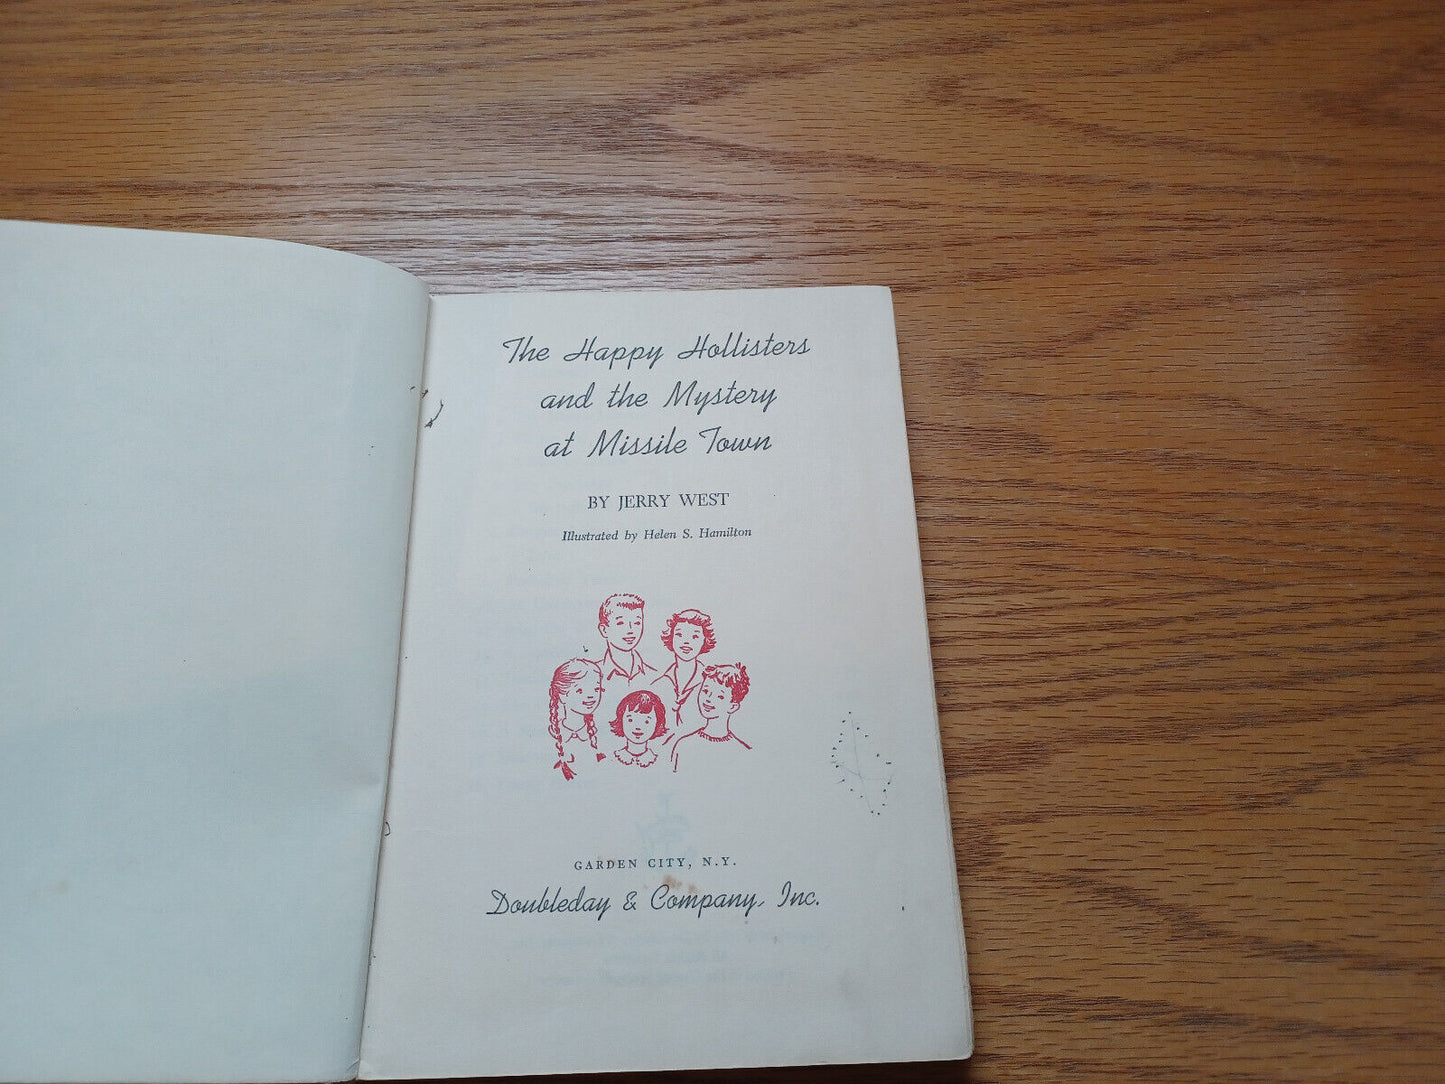 The Happy Hollisters
and the Mystery
at Missile Town
BY JERRY WEST
Illustrated by Helen S. Hamilton
GARDEN CITY, N.Y.
Doubleday & Company, Inc.